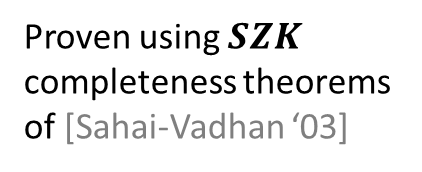 Proven using SZK
completeness theorems
of [Sahai-Vadhan ‘03]